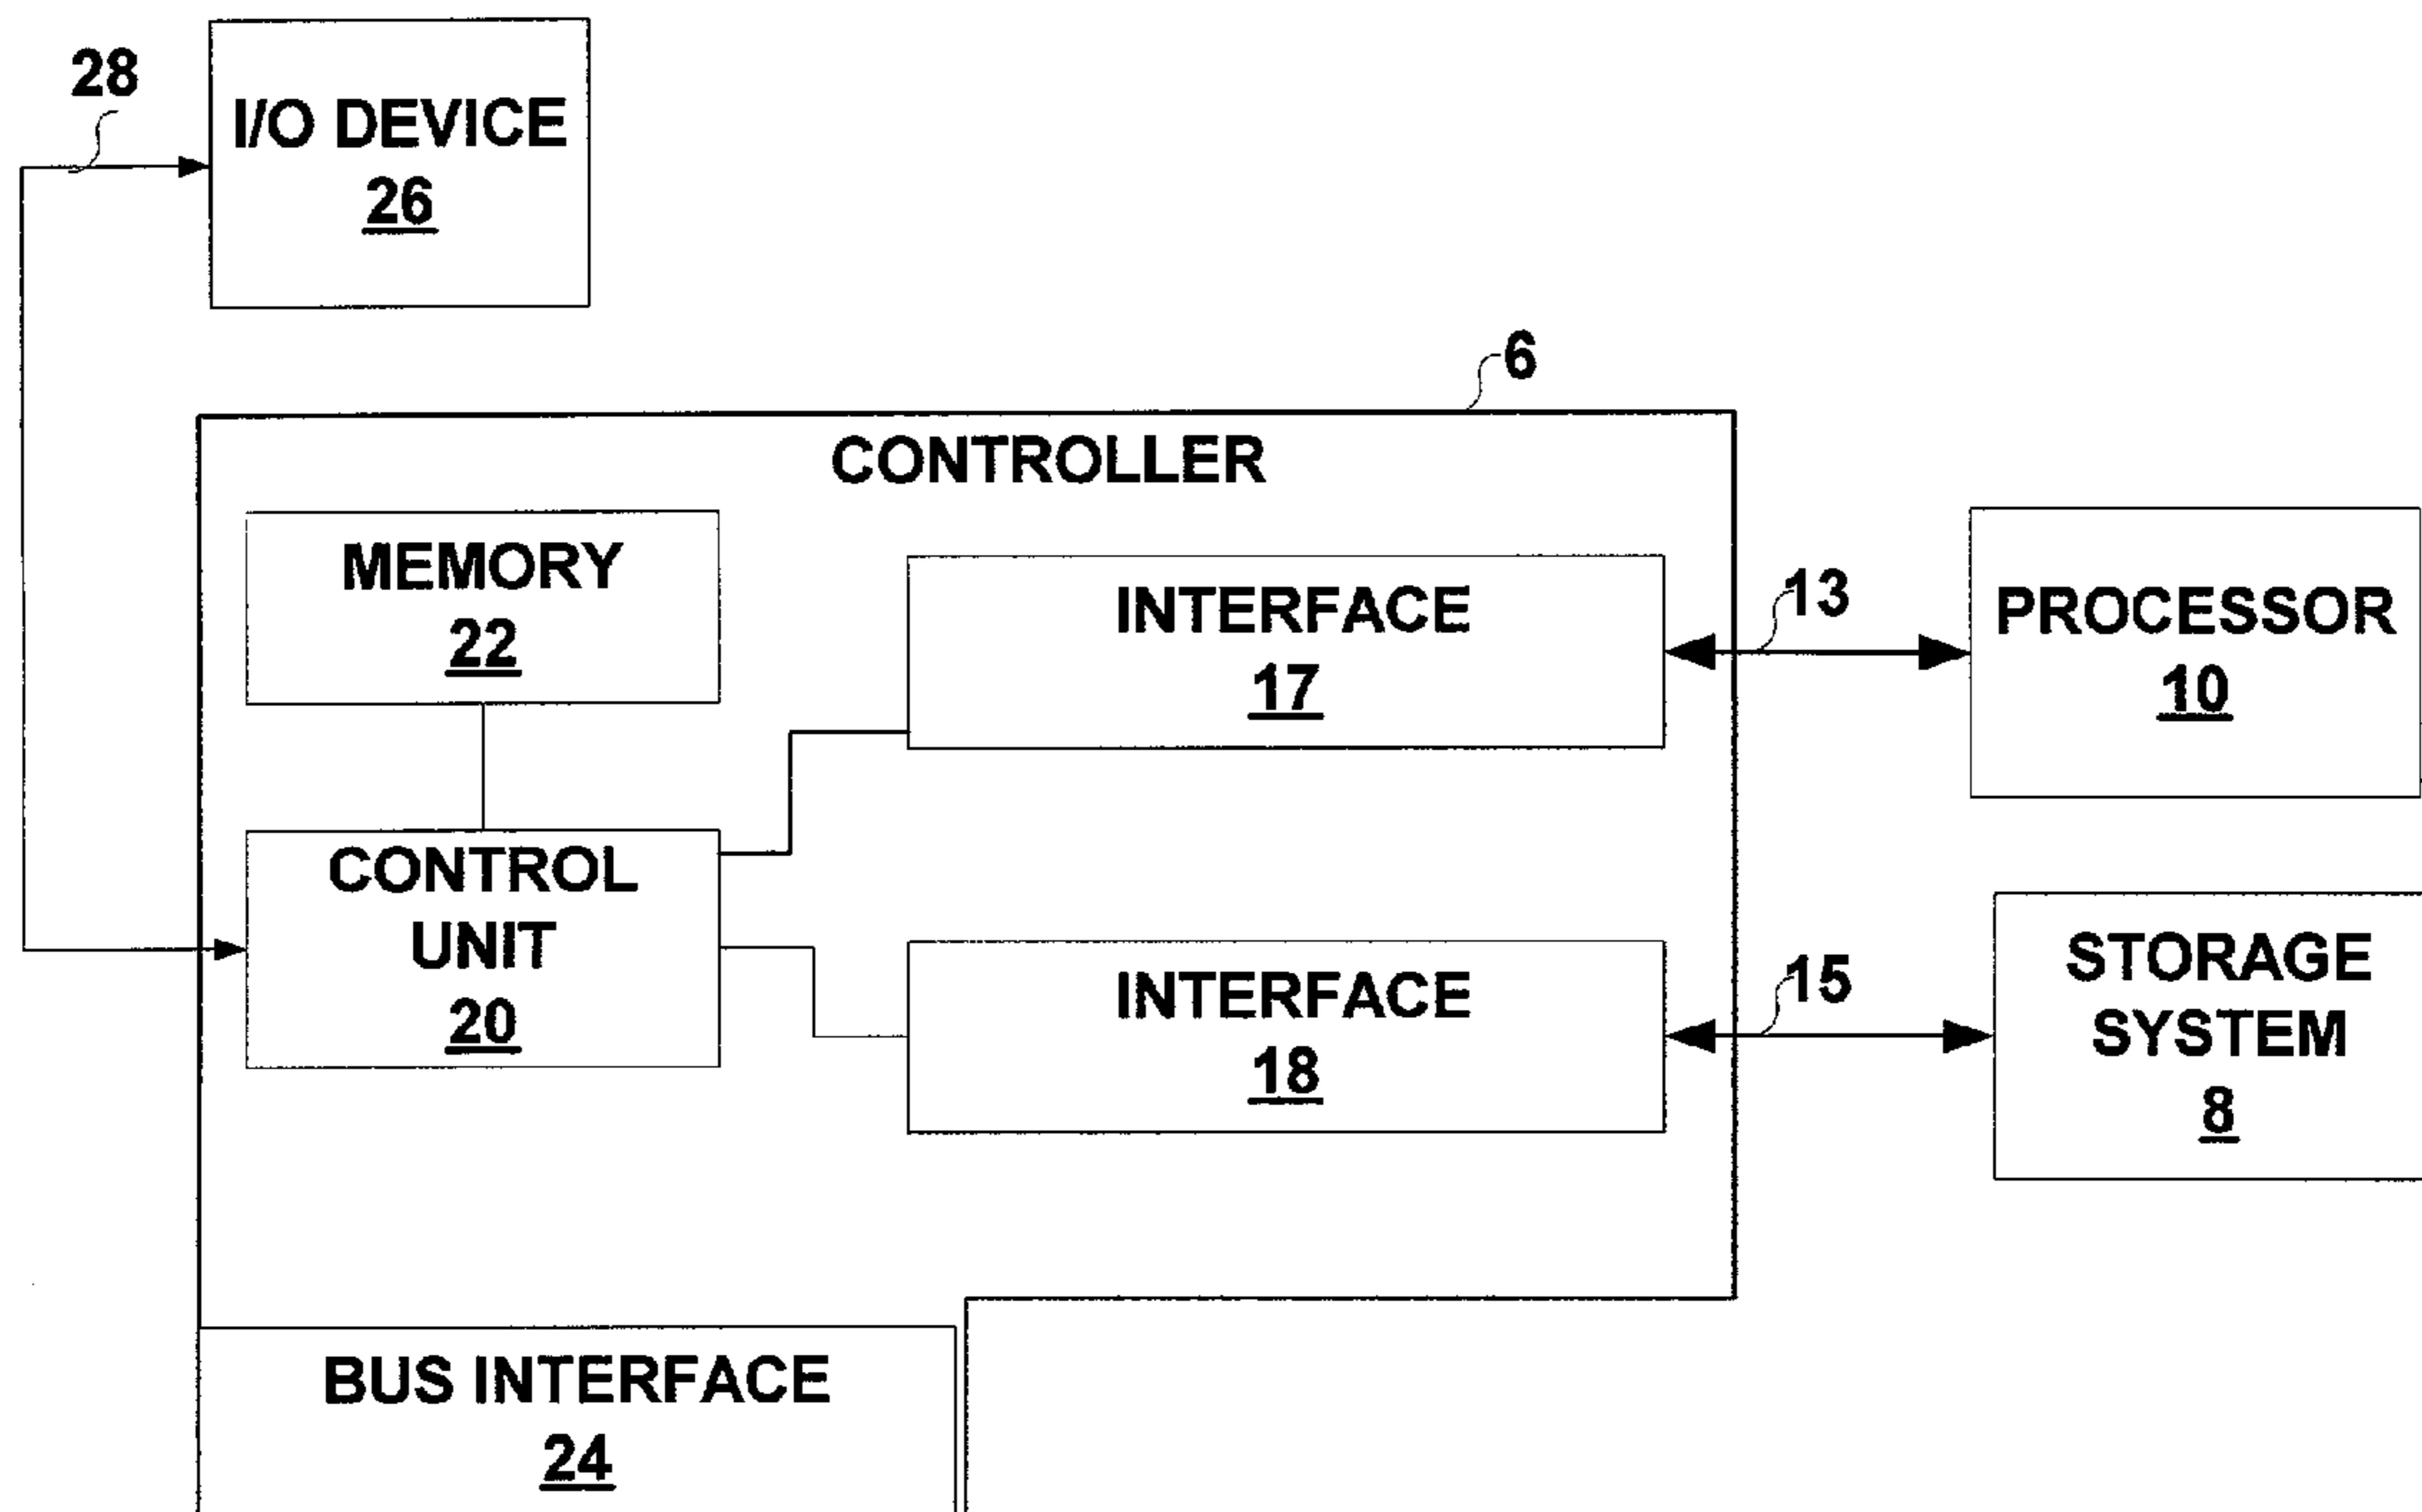 28
I/O DEVICE
26
6
CONTROLLER
MEMORY
22
INTERFACE
17
13
PROCESSOR
10
CONTROL
UNIT
20
INTERFACE
18
15
STORAGE
SYSTEM
8
BUS INTERFACE
24